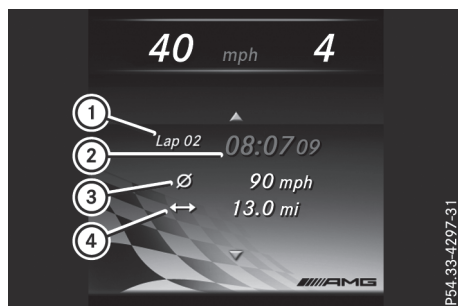 40 mph 4
1
Lap 02 08:07 09
2
3
Ø 90 mph
4
↔ 13.0 mi
AMG
P54.33-4297-31